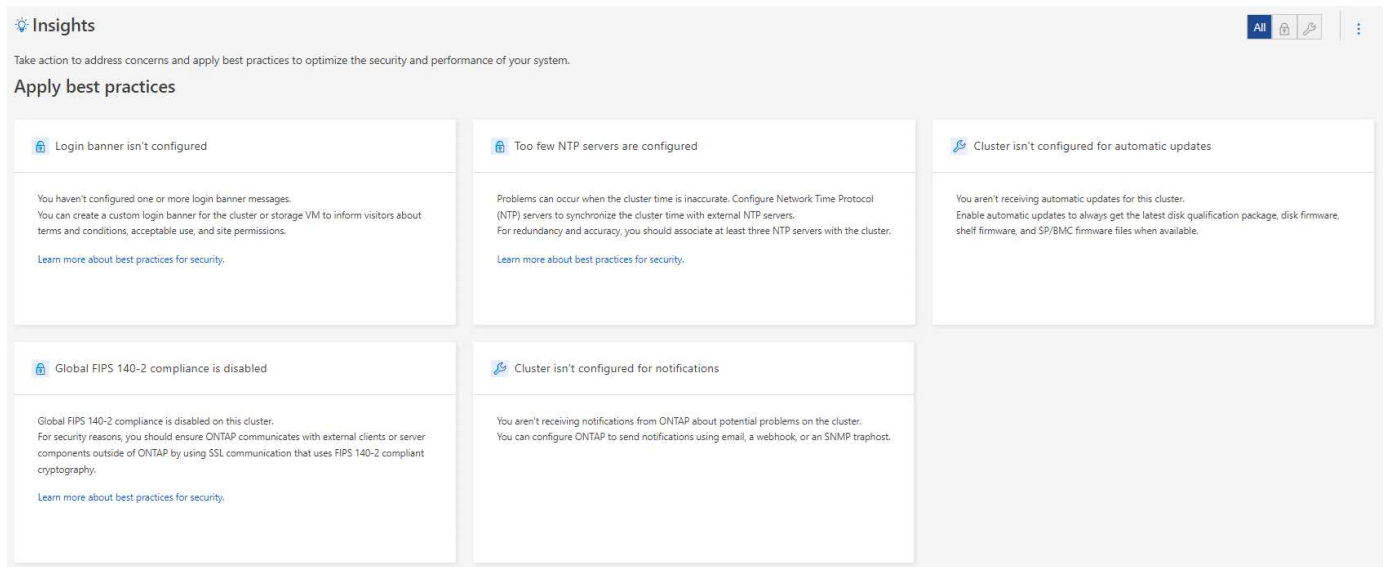 Insights
All
Take action to address concerns and apply best practices to optimize the security and performance of your system.
Apply best practices
Login banner isn't configured
You haven't configured one or more login banner messages.
You can create a custom login banner for the cluster or storage VM to inform visitors about
terms and conditions, acceptable use, and site permissions.
Learn more about best practices for security.
Too few NTP servers are configured
Problems can occur when the cluster time is inaccurate. Configure Network Time Protocol
(NTP) servers to synchronize the cluster time with external NTP servers.
For redundancy and accuracy, you should associate at least three NTP servers with the cluster.
Learn more about best practices for security.
Cluster isn't configured for automatic updates
You aren't receiving automatic updates for this cluster.
Enable automatic updates to always get the latest disk qualification package, disk firmware,
shelf firmware, and SP/BMC firmware files when available.
Global FIPS 140-2 compliance is disabled
Global FIPS 140-2 compliance is disabled on this cluster.
For security reasons, you should ensure ONTAP communicates with external clients or server
components outside of ONTAP by using SSL communication that uses FIPS 140-2 compliant
cryptography.
Learn more about best practices for security.
Cluster isn't configured for notifications
You aren't receiving notifications from ONTAP about potential problems on the cluster.
You can configure ONTAP to send notifications using email, a webhook, or an SNMP traphost.